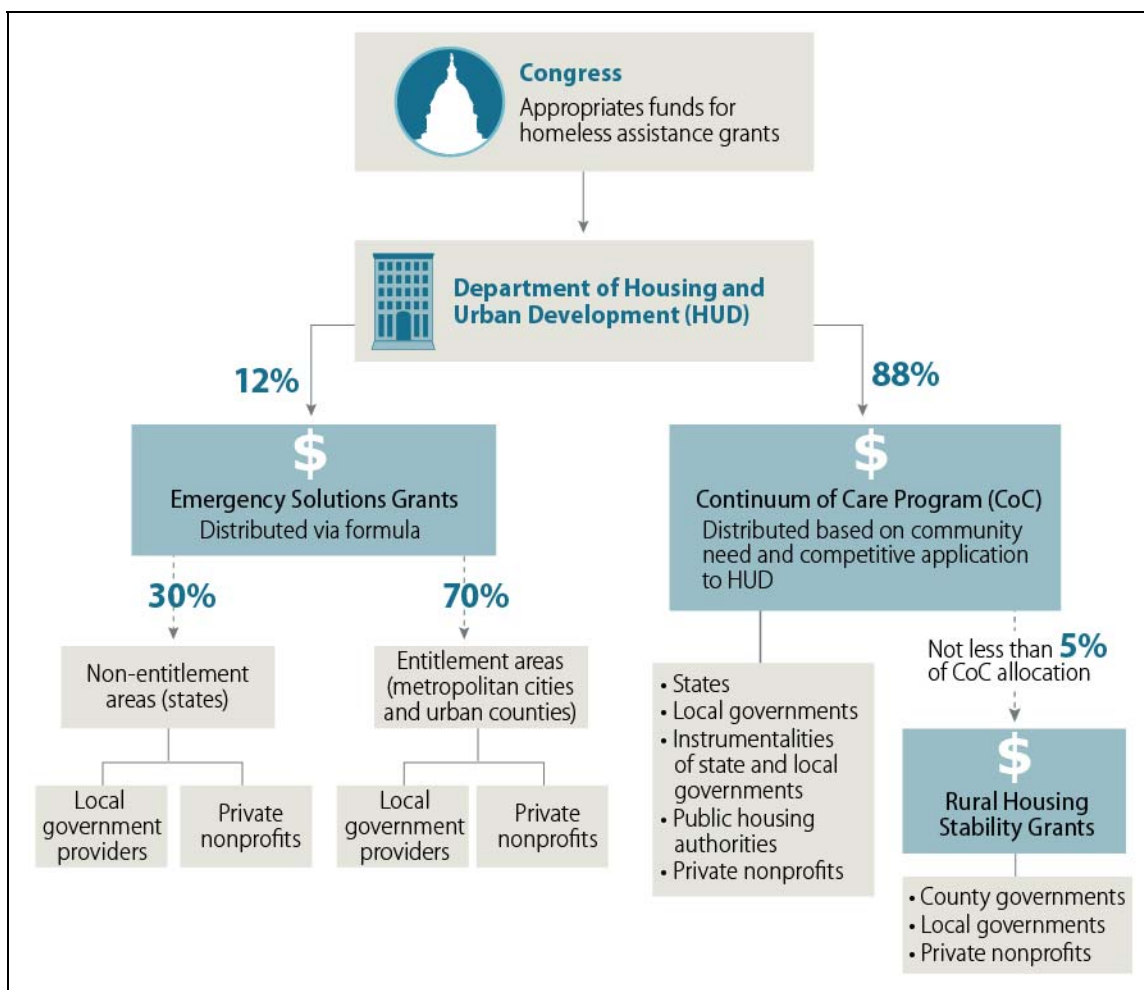 Congress
Appropriates funds for
homeless assistance grants
Department of Housing and
Urban Development (HUD)
12%
88%
$
Emergency Solutions Grants
Distributed via formula
$
Continuum of Care Program (CoC)
Distributed based on community
need and competitive application
to HUD
30%
70%
Not less than 5%
of CoC allocation
Non-entitlement
areas (states)
Entitlement areas
(metropolitan cities
and urban counties)
• States
• Local governments
• Instrumentalities
of state and local
governments
• Public housing
authorities
• Private nonprofits
$
Rural Housing
Stability Grants
Local
government
providers
Private
nonprofits
Local
government
providers
Private
nonprofits
• County governments
• Local governments
• Private nonprofits